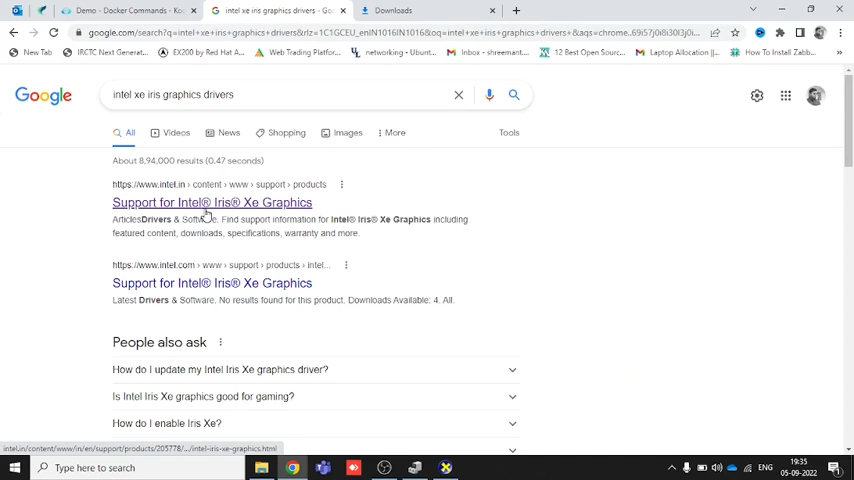 Demo - Docker Commands - Ko
intel xe iris graphics drivers - Go
Downloads
google.com/search?q=intel+xe+iris+graphics+drivers&rlz=1C1GCEU_enIN1016IN1016&oq=intel+xe+iris+graphics+drivers+&aqs=chrome..69i57j0i8i30l3j0i...
New Tab
IRCTC Next Generat...
EX200 by Red Hat A...
Web Trading Platfor...
networking - Ubunt...
Inbox - shreemant....
12 Best Open Sourc...
Laptop Allocation |...
How To Install Zabb...
Google
intel xe iris graphics drivers
All
Videos
News
Shopping
Images
More
Tools
About 8,94,000 results (0.47 seconds)
https://www.intel.in › content › www › support › products
Support for Intel® Iris® Xe Graphics
ArticlesDrivers & Software. Find support information for Intel® Iris® Xe Graphics including
featured content, downloads, specifications, warranty and more.
https://www.intel.com › www › support › products › intel...
Support for Intel® Iris® Xe Graphics
Latest Drivers & Software. No results found for this product. Downloads Available: 4. All.
People also ask
How do I update my Intel Iris Xe graphics driver?
Is Intel Iris Xe graphics good for gaming?
How do I enable Iris Xe?
intel.in/content/www/in/en/support/products/205778/.../intel-iris-xe-graphics.html
Type here to search
ENG
19:35
05-09-2022